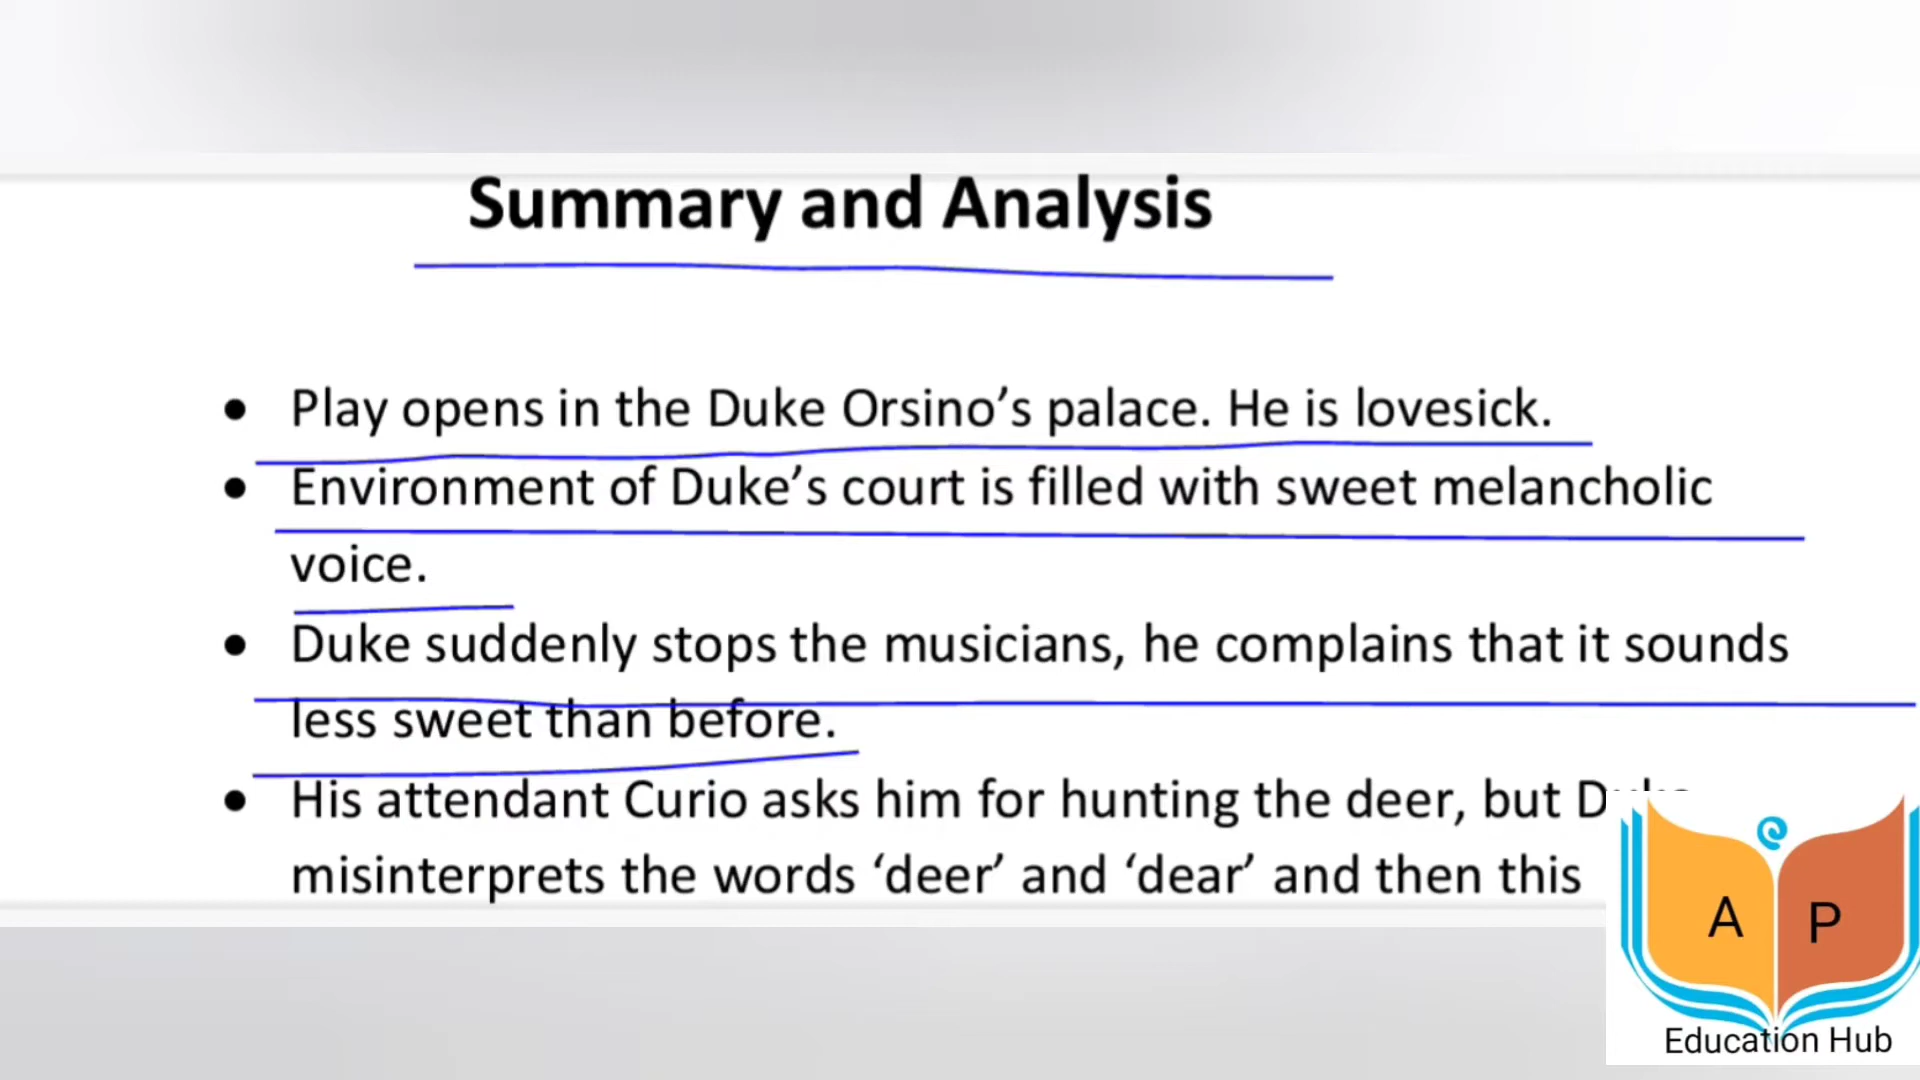 Summary and Analysis
Play opens in the Duke Orsino's palace. He is lovesick.
Environment of Duke's court is filled with sweet melancholic
voice.
Duke suddenly stops the musicians, he complains that it sounds
less sweet than before.
His attendant Curio asks him for hunting the deer, but Duke
misinterprets the words ‘deer’ and ‘dear’ and then this
A P
Education Hub